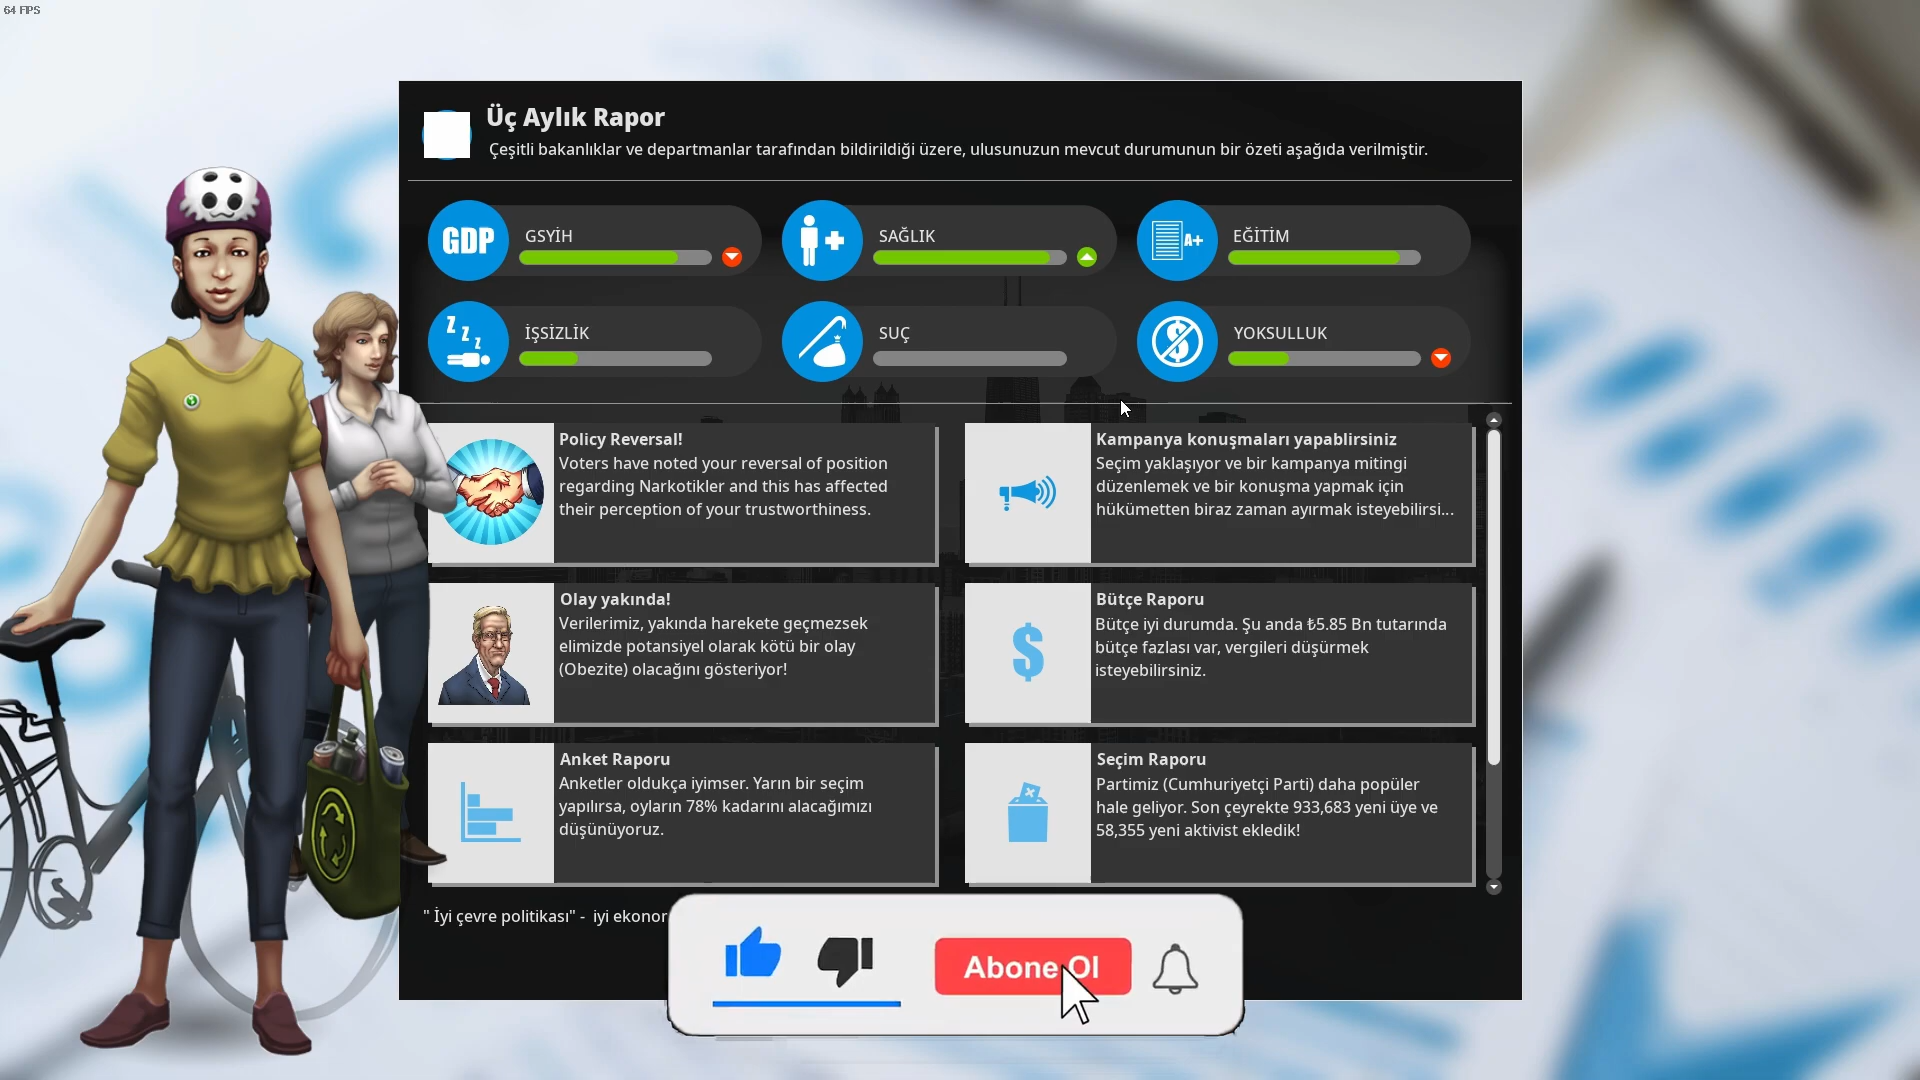 64 FPS
Üç Aylık Rapor
Çeşitli bakanlıklar ve departmanlar tarafından bildirildiği üzere, ulusunuzun mevcut durumunun bir özeti aşağıda verilmiştir.
GDP
GSYİH
SAĞLIK
A+
EĞİTİM
Z Z Z
İŞSİZLİK
SUÇ
$
YOKSULLUK
Policy Reversal!
Voters have noted your reversal of position
regarding Narkotikler and this has affected
their perception of your trustworthiness.
Kampanya konuşmaları yapablirsiniz
Seçim yaklaşıyor ve bir kampanya mitingi
düzenlemek ve bir konuşma yapmak için
hükümetten biraz zaman ayırmak isteyebilirsi...
Olay yakında!
Verilerimiz, yakında harekete geçmezsek
elimizde potansiyel olarak kötü bir olay
(Obezite) olacağını gösteriyor!
$
Bütçe Raporu
Bütçe iyi durumda. Şu anda ₺5.85 Bn tutarında
bütçe fazlası var, vergileri düşürmek
isteyebilirsiniz.
Anket Raporu
Anketler oldukça iyimser. Yarın bir seçim
yapılırsa, oyların 78% kadarını alacağımızı
düşünüyoruz.
Seçim Raporu
Partimiz (Cumhuriyetçi Parti) daha popüler
hale geliyor. Son çeyrekte 933,683 yeni üye ve
58,355 yeni aktivist ekledik!
" İyi çevre politikası" - iyi ekonor
Abone Ol